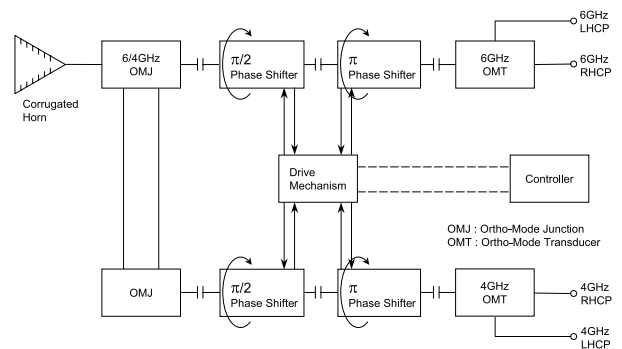 6GHz
LHCP
6/4GHz
OMJ
π/2
Phase Shifter
π
Phase Shifter
6GHz
OMT
6GHz
RHCP
Corrugated
Horn
Drive
Mechanism
Controller
OMJ : Ortho-Mode Junction
OMT : Ortho-Mode Transducer
OMJ
π/2
Phase Shifter
π
Phase Shifter
4GHz
OMT
4GHz
RHCP
4GHz
LHCP